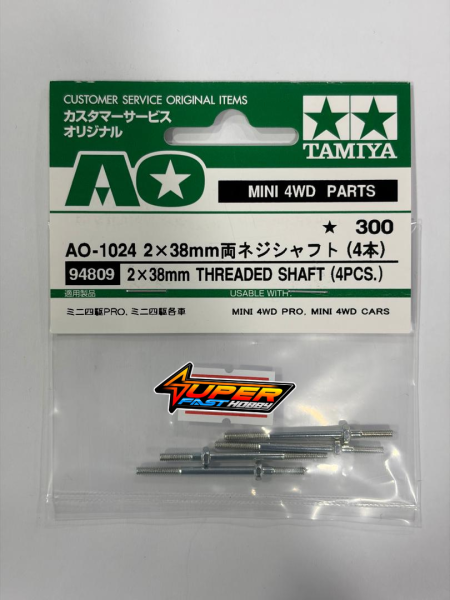 CUSTOMER SERVICE ORIGINAL ITEMS
カスタマーサービス
オリジナル
TAMIYA
AO
MINI 4WD PARTS
★ 300
AO-1024 2×38mm両ネジシャフト(4本)
94809 2×38mm THREADED SHAFT (4PCS.)
適用製品 USABLE WITH:
ミニ四駆PRO、ミニ四駆各車 MINI 4WD PRO, MINI 4WD CARS
SUPER
FAST HOBBY